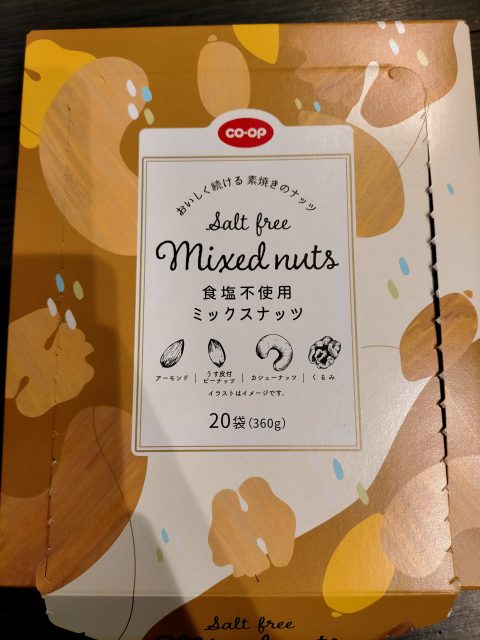 CO·OP
おいしく続ける 素焼きのナッツ
Salt free
Mixed nuts
食塩不使用
ミックスナッツ
アーモンド
うす皮付
ピーナッツ
カシューナッツ
くるみ
イラストはイメージです。
20袋(360g)
Salt free